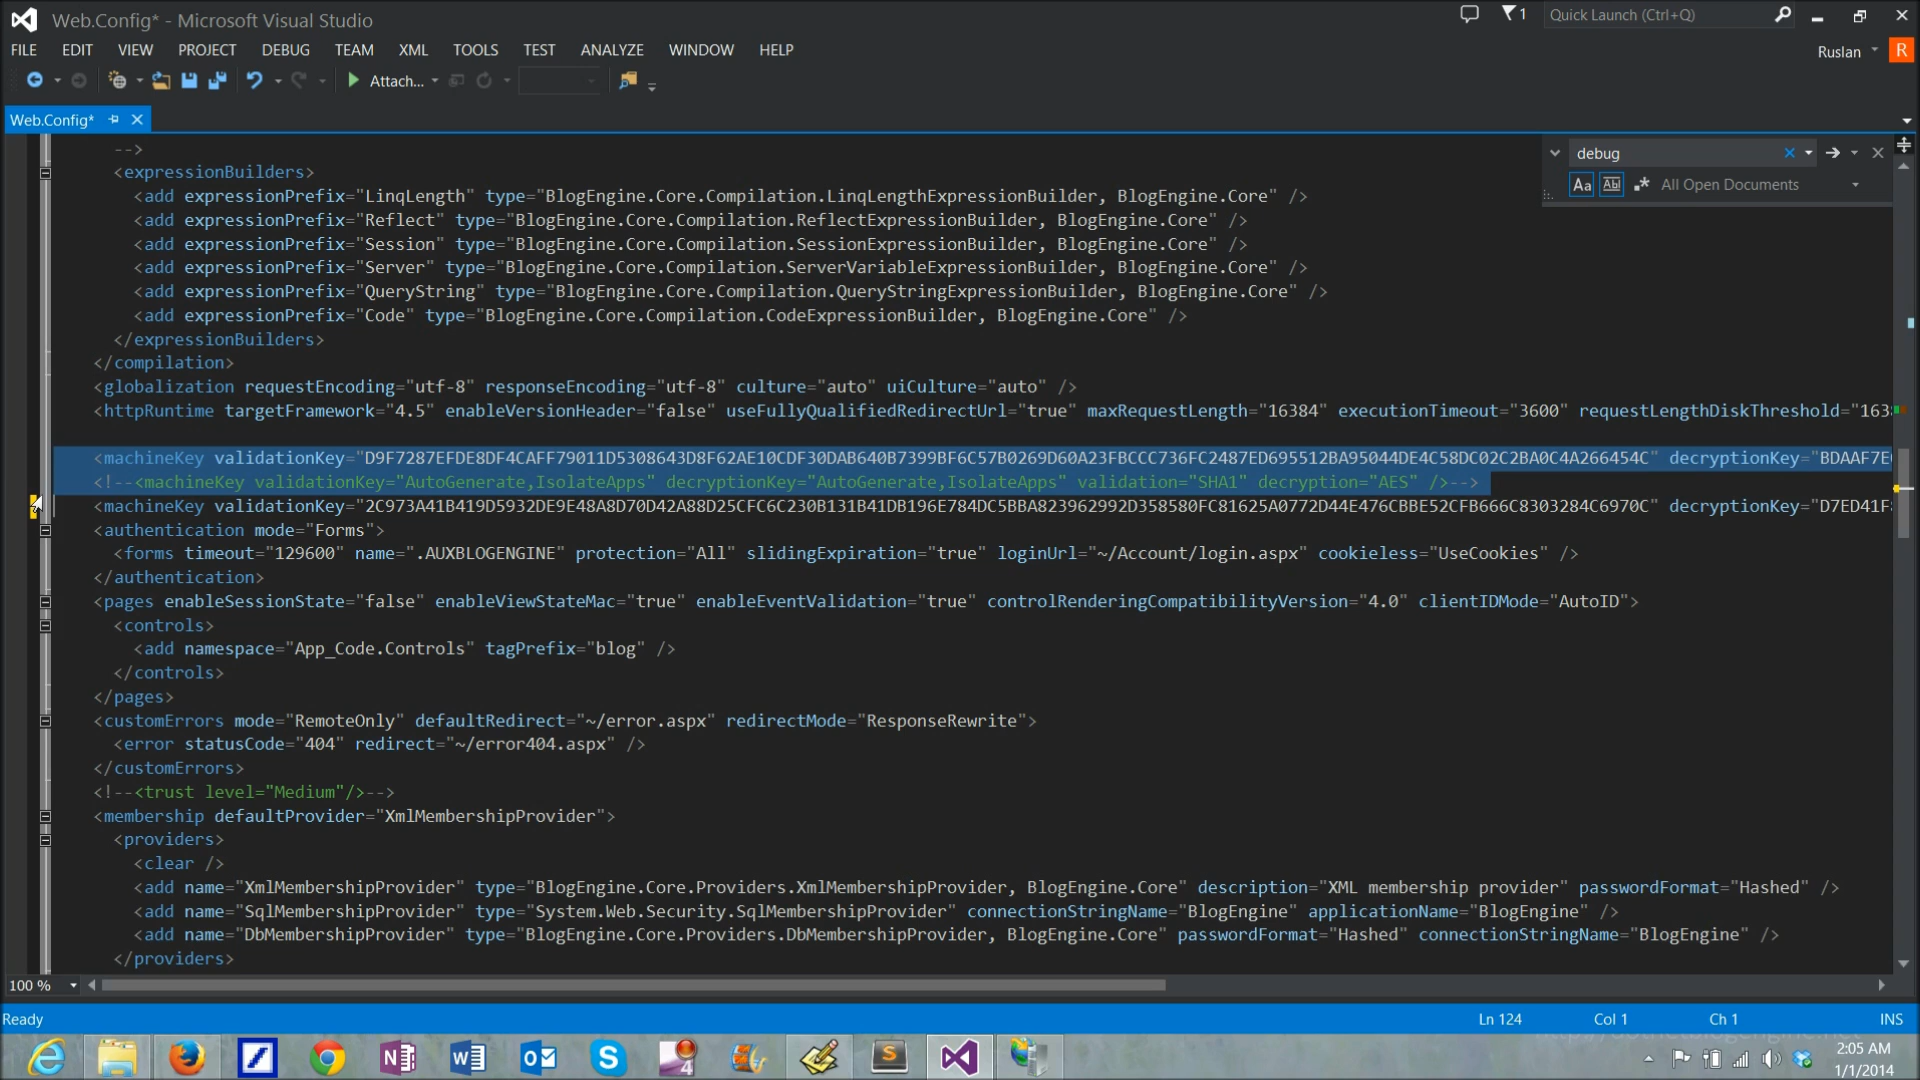 Web.Config* - Microsoft Visual Studio
1
Quick Launch (Ctrl+Q)
FILE EDIT VIEW PROJECT DEBUG TEAM XML TOOLS TEST ANALYZE WINDOW HELP
Ruslan R
Attach...
Web.Config*
debug
Aa Abl All Open Documents
-->
<expressionBuilders>
<add expressionPrefix="LinqLength" type="BlogEngine.Core.Compilation.LinqLengthExpressionBuilder, BlogEngine.Core" />
<add expressionPrefix="Reflect" type="BlogEngine.Core.Compilation.ReflectExpressionBuilder, BlogEngine.Core" />
<add expressionPrefix="Session" type="BlogEngine.Core.Compilation.SessionExpressionBuilder, BlogEngine.Core" />
<add expressionPrefix="Server" type="BlogEngine.Core.Compilation.ServerVariableExpressionBuilder, BlogEngine.Core" />
<add expressionPrefix="QueryString" type="BlogEngine.Core.Compilation.QueryStringExpressionBuilder, BlogEngine.Core" />
<add expressionPrefix="Code" type="BlogEngine.Core.Compilation.CodeExpressionBuilder, BlogEngine.Core" />
</expressionBuilders>
</compilation>
<globalization requestEncoding="utf-8" responseEncoding="utf-8" culture="auto" uiCulture="auto" />
<httpRuntime targetFramework="4.5" enableVersionHeader="false" useFullyQualifiedRedirectUrl="true" maxRequestLength="16384" executionTimeout="3600" requestLengthDiskThreshold="163
<machineKey validationKey="D9F7287EFDE8DF4CAFF79011D5308643D8F62AE10CDF30DAB640B7399BF6C57B0269D60A23FBCCC736FC2487ED695512BA95044DE4C58DC02C2BA0C4A266454C" decryptionKey="BDAAF7E
<!--<machineKey validationKey="AutoGenerate,IsolateApps" decryptionKey="AutoGenerate,IsolateApps" validation="SHA1" decryption="AES" />-->
<machineKey validationKey="2C973A41B419D5932DE9E48A8D70D42A88D25CFC6C230B131B41DB196E784DC5BBA823962992D358580FC81625A0772D44E476CBBE52CFB666C8303284C6970C" decryptionKey="D7ED41F
<authentication mode="Forms">
<forms timeout="129600" name=".AUXBLOGENGINE" protection="All" slidingExpiration="true" loginUrl="~/Account/login.aspx" cookieless="UseCookies" />
</authentication>
<pages enableSessionState="false" enableViewStateMac="true" enableEventValidation="true" controlRenderingCompatibilityVersion="4.0" clientIDMode="AutoID">
<controls>
<add namespace="App_Code.Controls" tagPrefix="blog" />
</controls>
</pages>
<customErrors mode="RemoteOnly" defaultRedirect="~/error.aspx" redirectMode="ResponseRewrite">
<error statusCode="404" redirect="~/error404.aspx" />
</customErrors>
<!--<trust level="Medium"/>-->
<membership defaultProvider="XmlMembershipProvider">
<providers>
<clear />
<add name="XmlMembershipProvider" type="BlogEngine.Core.Providers.XmlMembershipProvider, BlogEngine.Core" description="XML membership provider" passwordFormat="Hashed" />
<add name="SqlMembershipProvider" type="System.Web.Security.SqlMembershipProvider" connectionStringName="BlogEngine" applicationName="BlogEngine" />
<add name="DbMembershipProvider" type="BlogEngine.Core.Providers.DbMembershipProvider, BlogEngine.Core" passwordFormat="Hashed" connectionStringName="BlogEngine" />
</providers>
100 %
Ready Ln 124 Col 1 Ch 1 INS
2:05 AM
1/1/2014